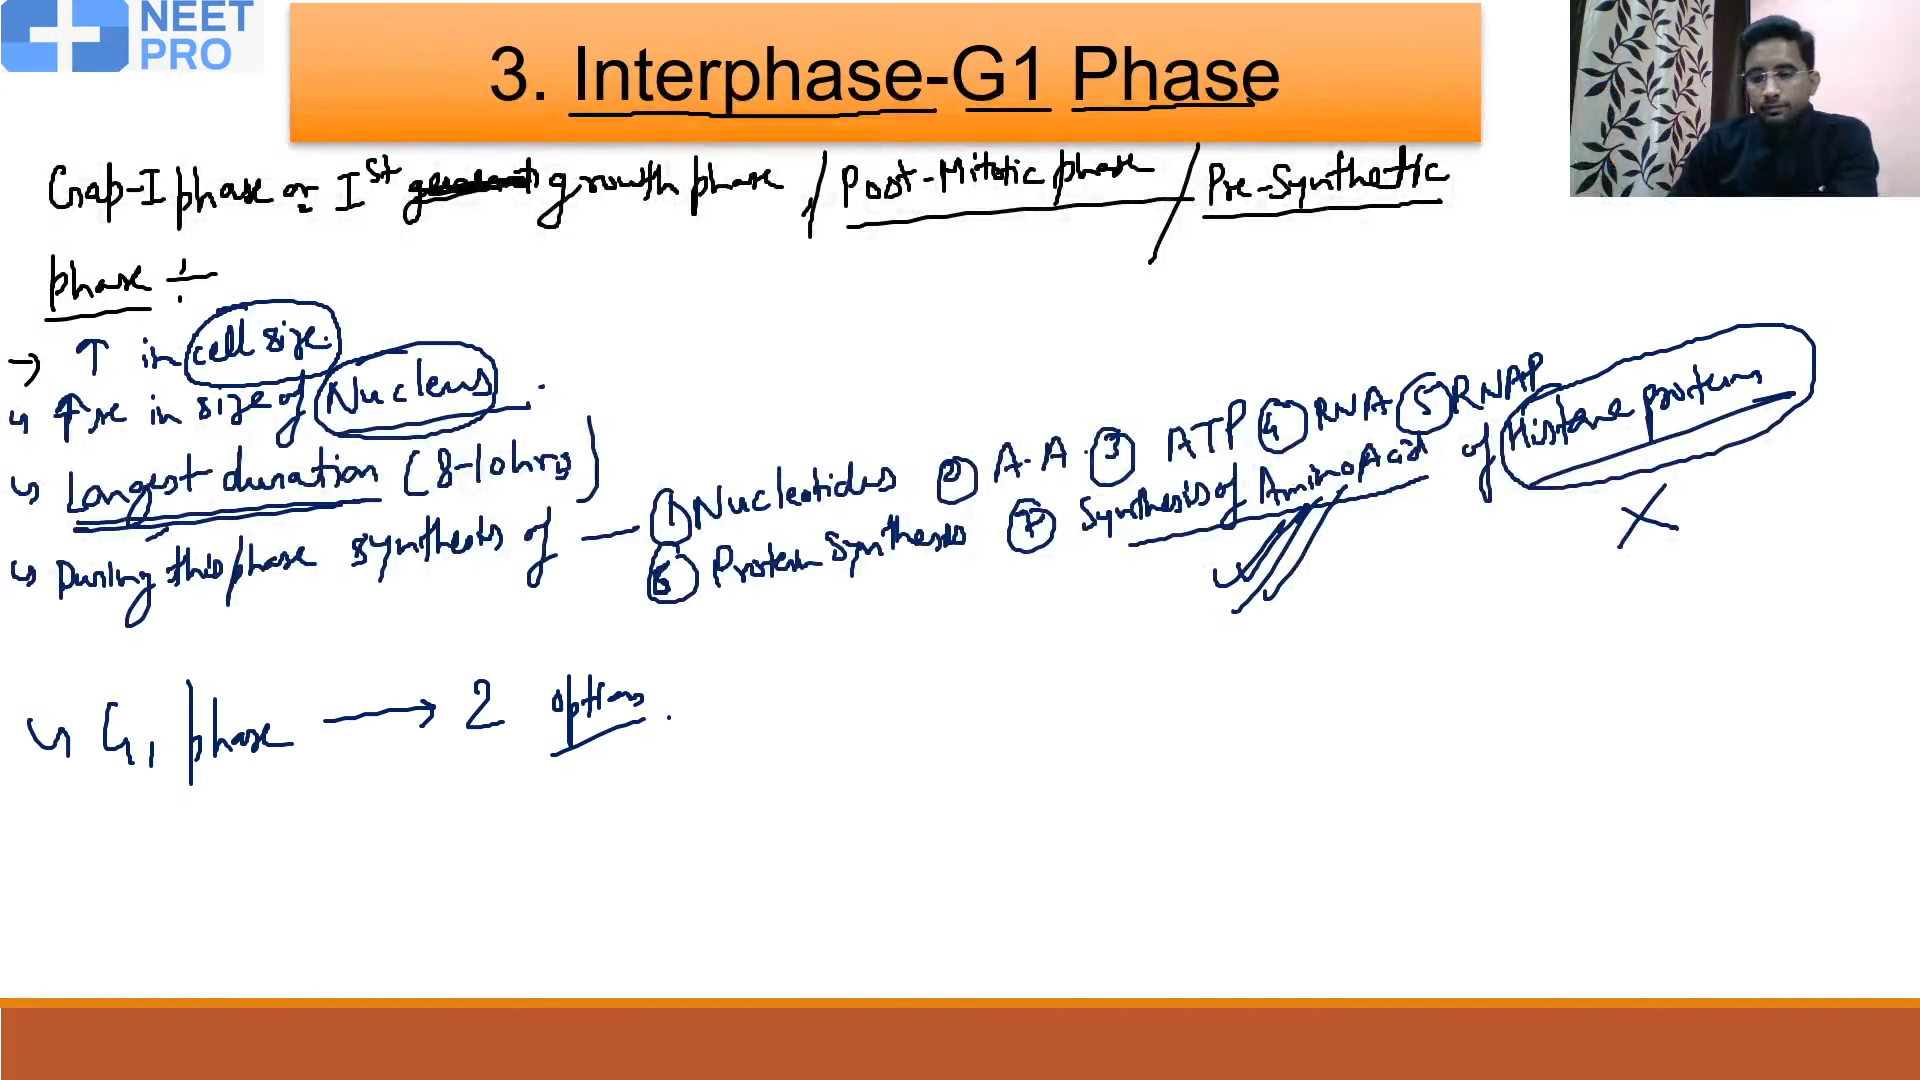 NEET
PRO
3. Interphase-G1 Phase
Gap-I phase or Ist growth phase / Post-Mitotic phase / Pre-Synthetic
phase ÷
→ ↑ in cell size.
↳ ↑se in size of Nucleus.
↳ Longest duration (8-10hrs)
↳ During this phase synthesis of — ① Nucleotides ② A.A. ③ ATP ④ RNA ⑤ RNAP
⑥ Protein Synthesis ⑦ Synthesis of Amino Acid of Histone proteins
↳ G1 phase → 2 options.